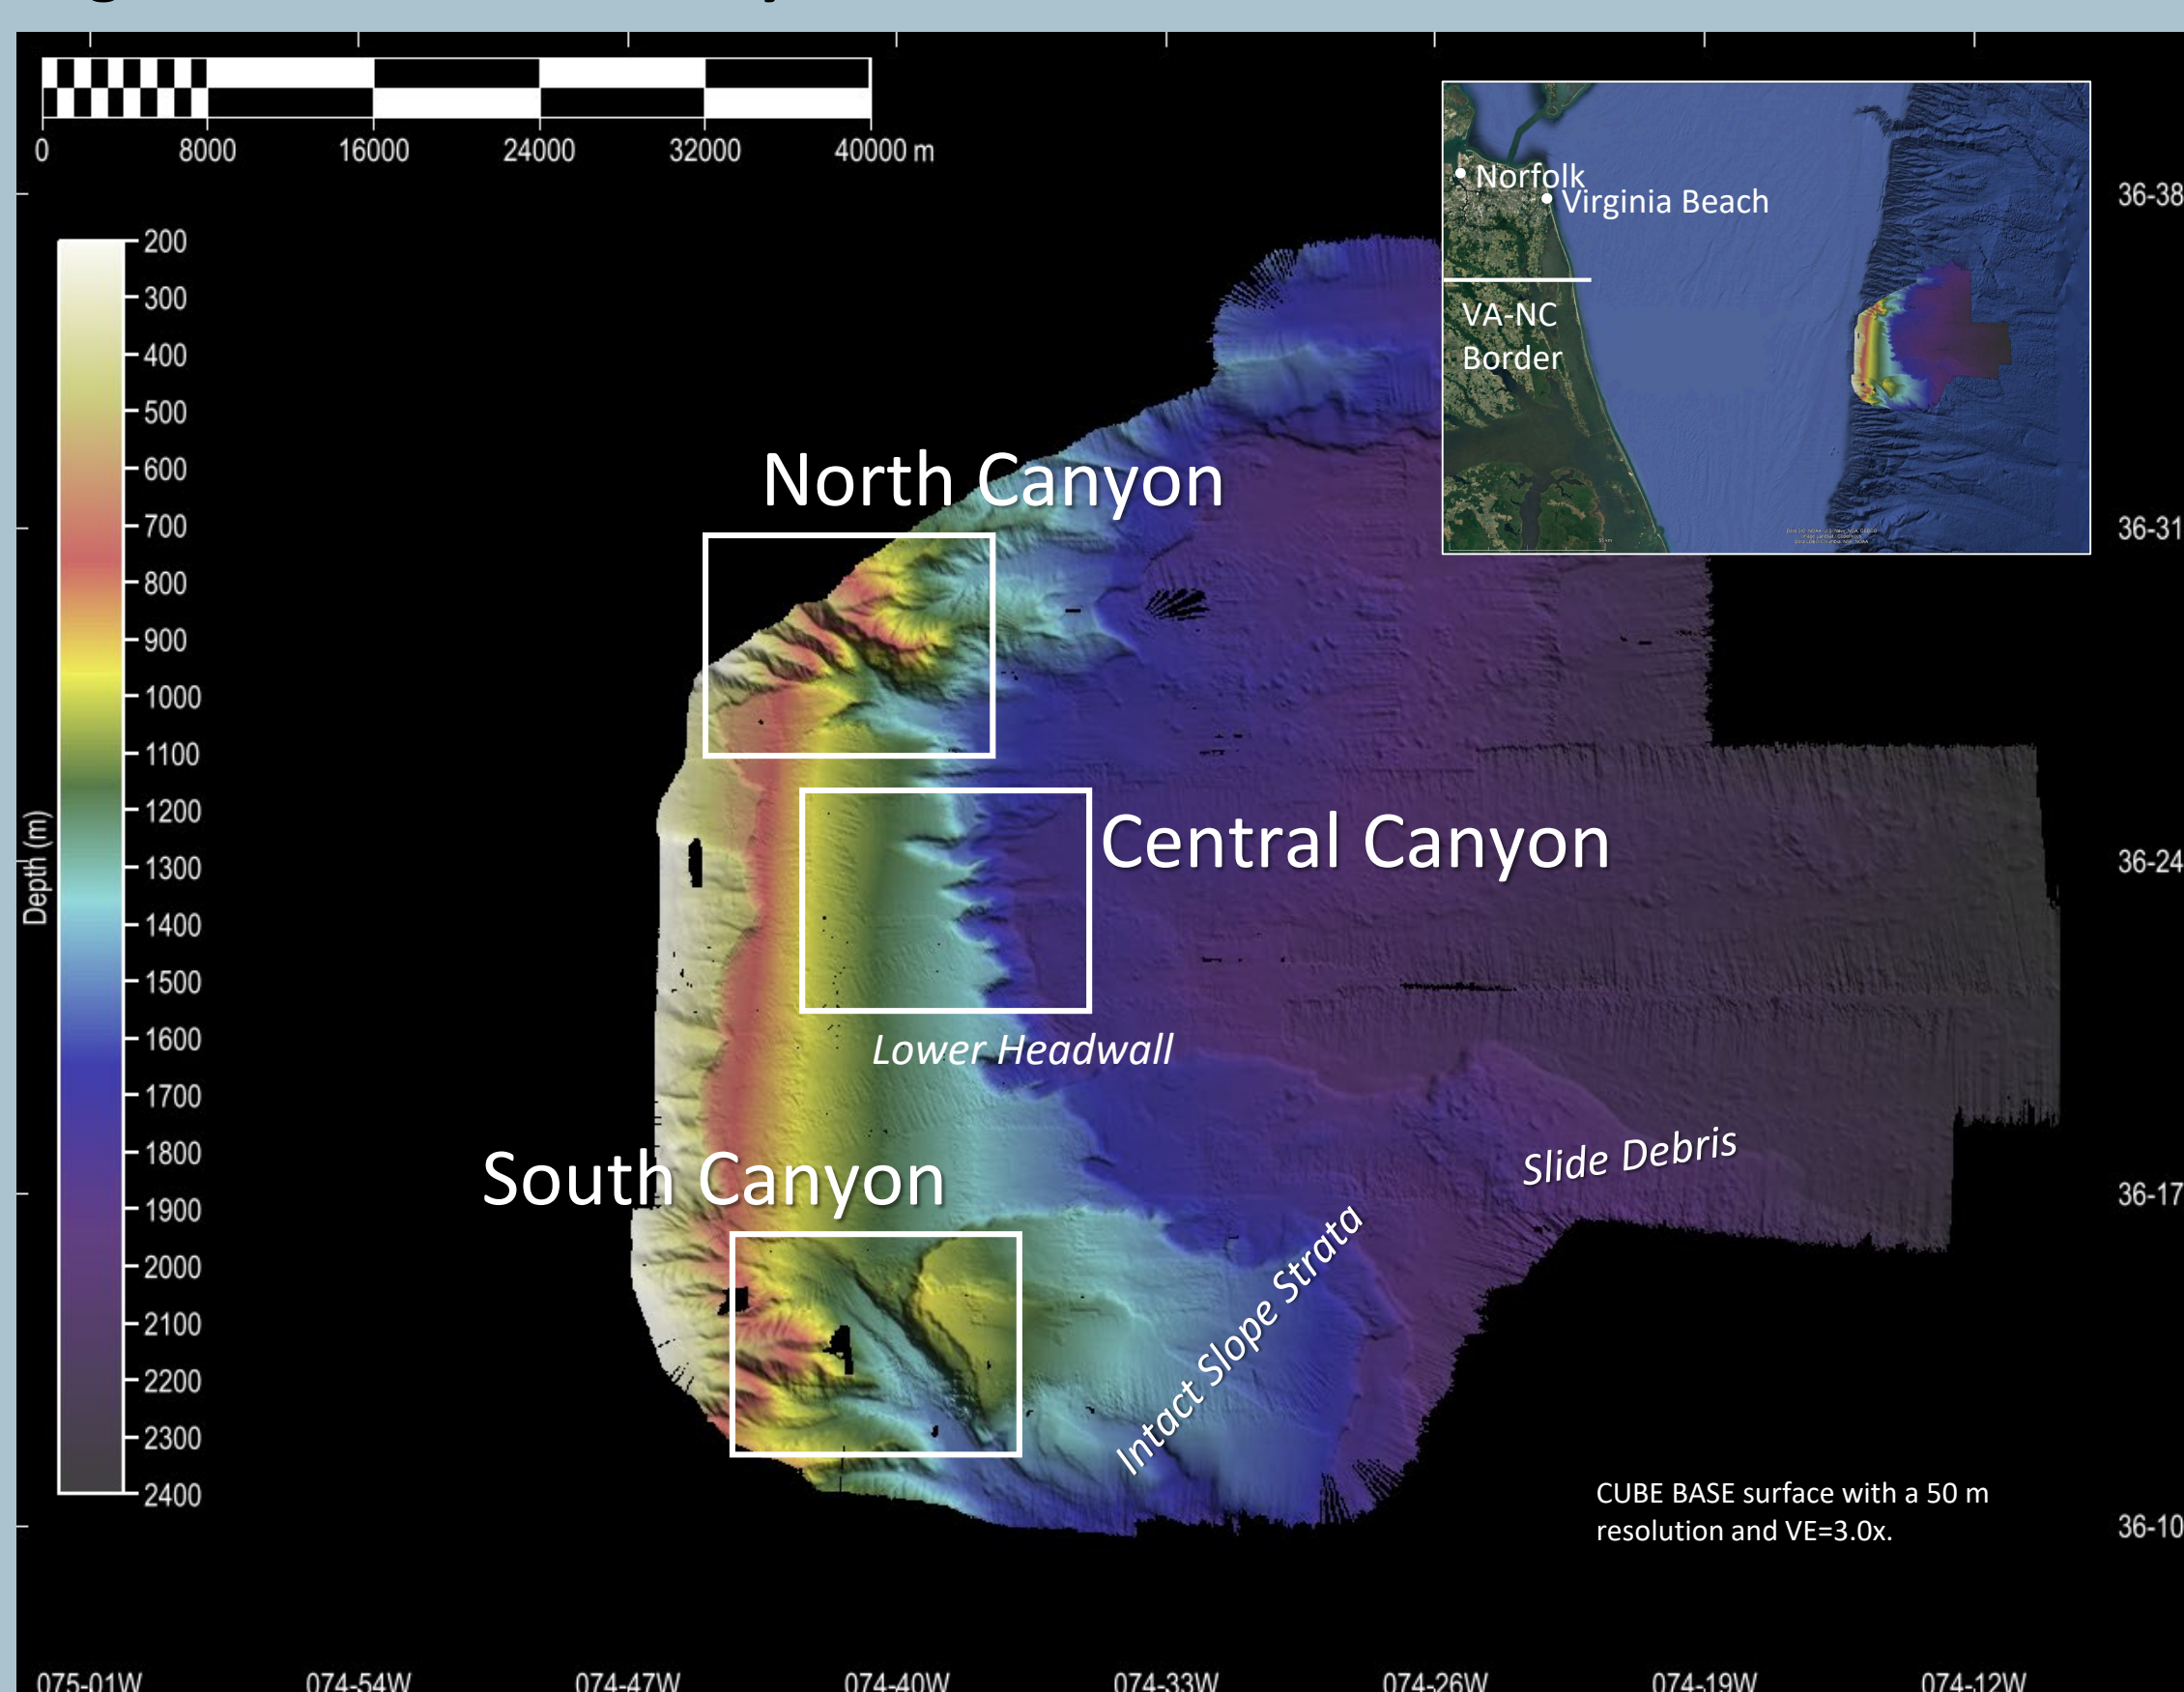 0 8000 16000 24000 32000 40000 m
Norfolk
Virginia Beach
VA-NC
Border
36-38
36-31
36-24
36-17
36-10
Depth (m)
200
300
400
500
600
700
800
900
1000
1100
1200
1300
1400
1500
1600
1700
1800
1900
2000
2100
2200
2300
2400
North Canyon
Central Canyon
Lower Headwall
South Canyon
Slide Debris
Intact Slope Strata
CUBE BASE surface with a 50 m
resolution and VE=3.0x.
075-01W 074-54W 074-47W 074-40W 074-33W 074-26W 074-19W 074-12W